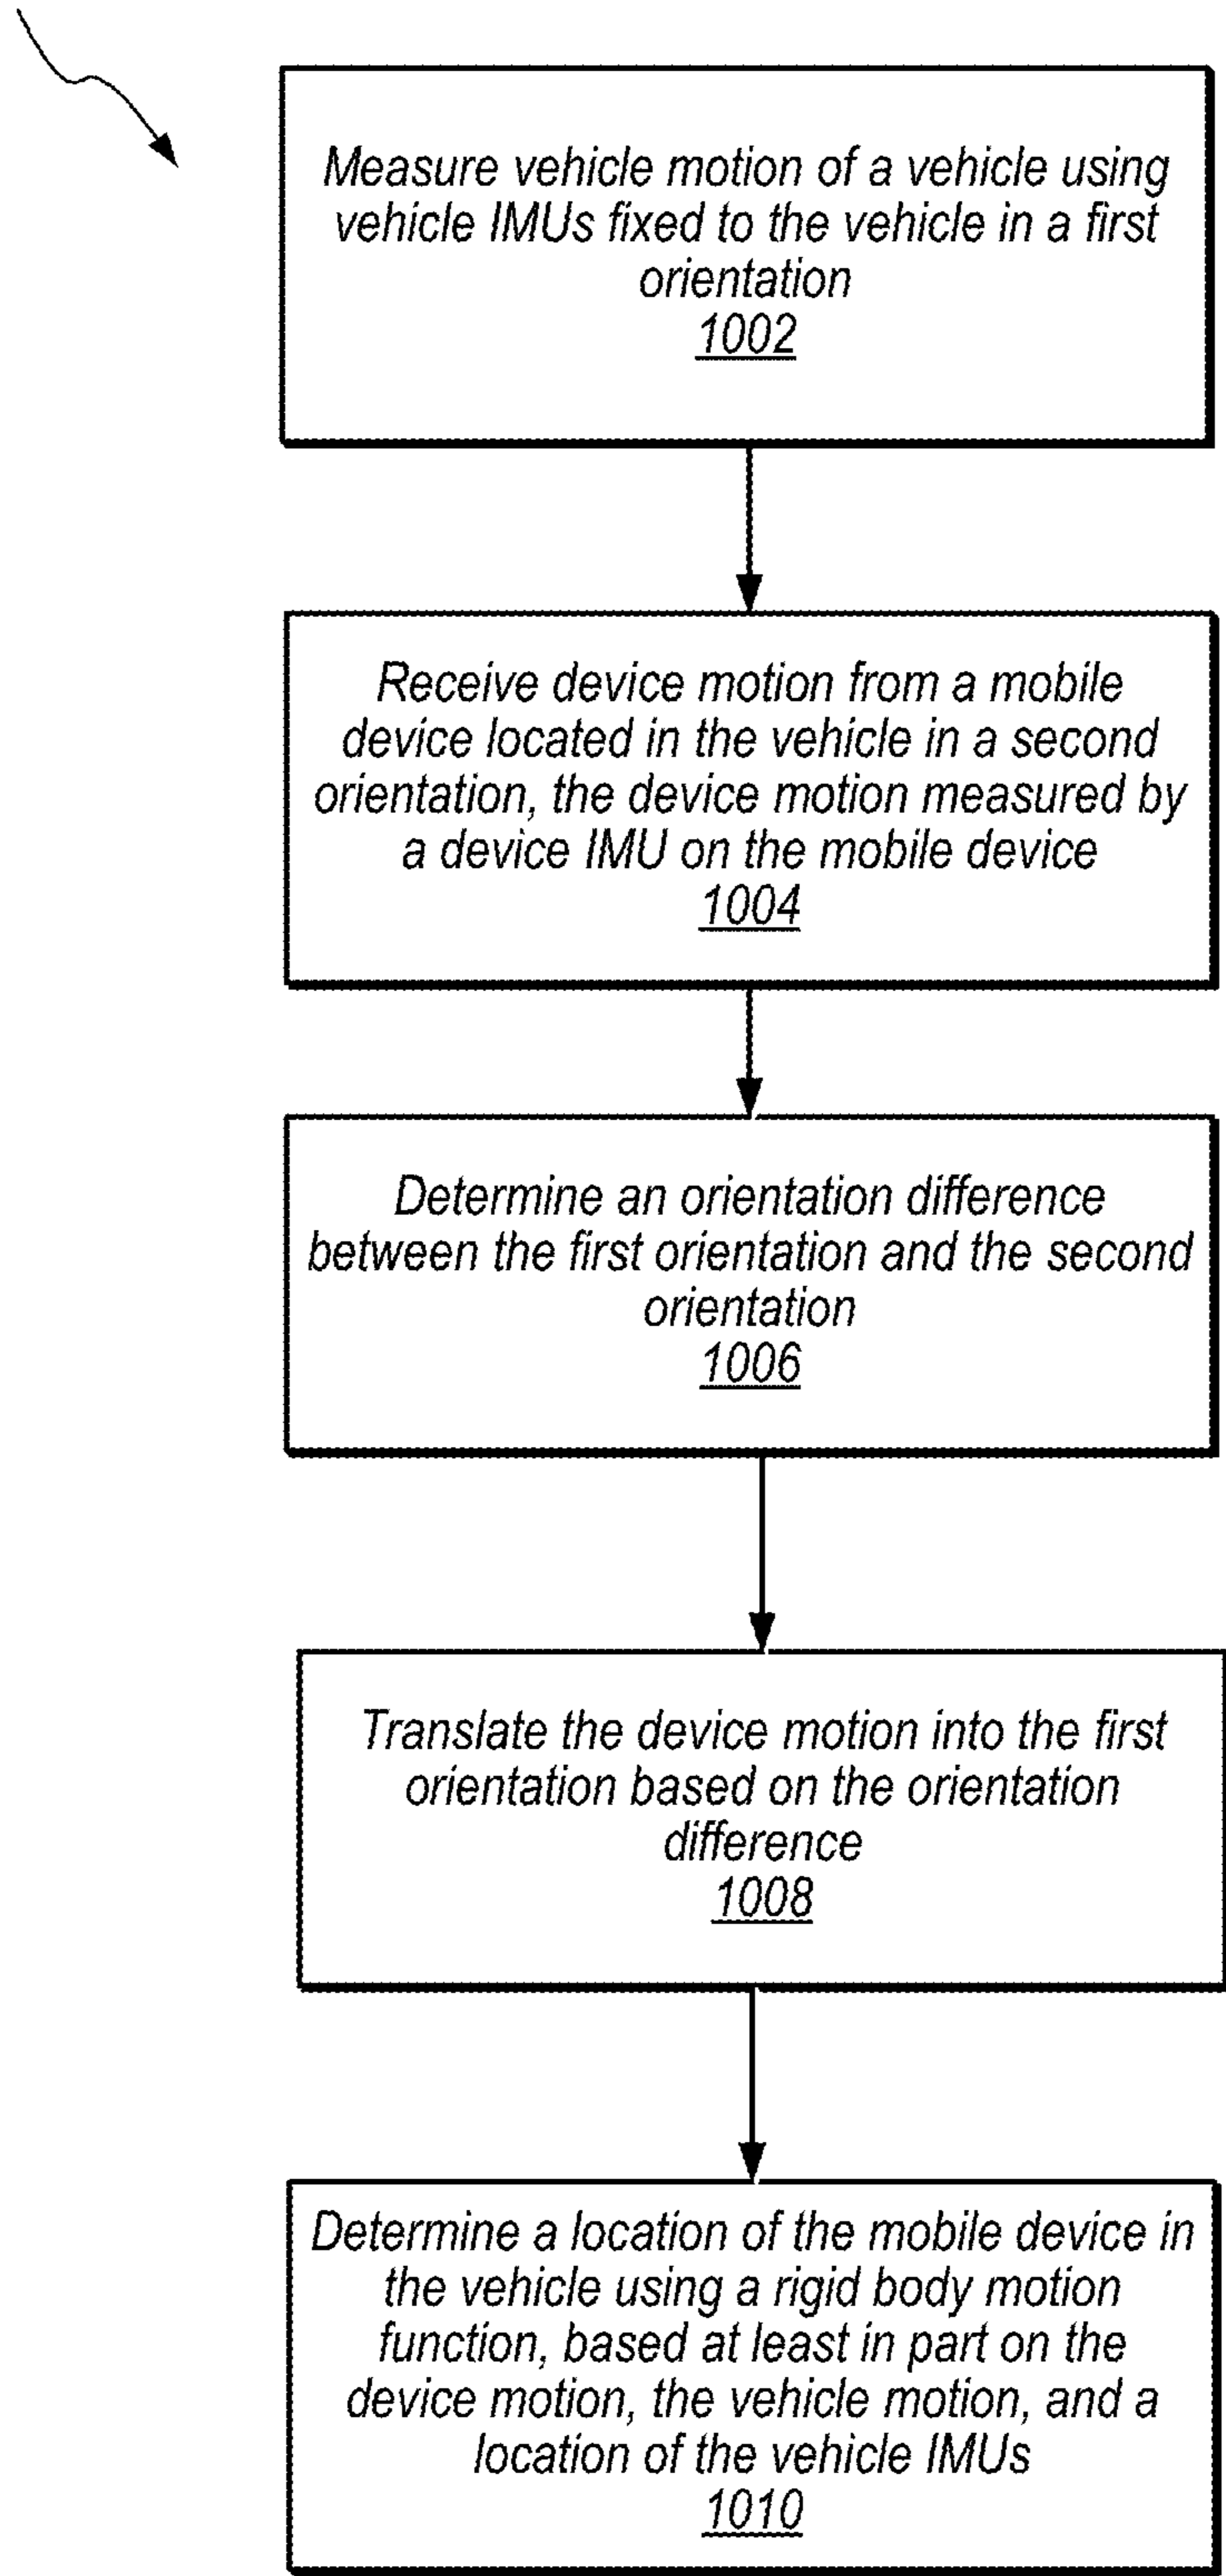 Measure vehicle motion of a vehicle using
vehicle IMUs fixed to the vehicle in a first
orientation
1002
Receive device motion from a mobile
device located in the vehicle in a second
orientation, the device motion measured by
a device IMU on the mobile device
1004
Determine an orientation difference
between the first orientation and the second
orientation
1006
Translate the device motion into the first
orientation based on the orientation
difference
1008
Determine a location of the mobile device in
the vehicle using a rigid body motion
function, based at least in part on the
device motion, the vehicle motion, and a
location of the vehicle IMUs
1010